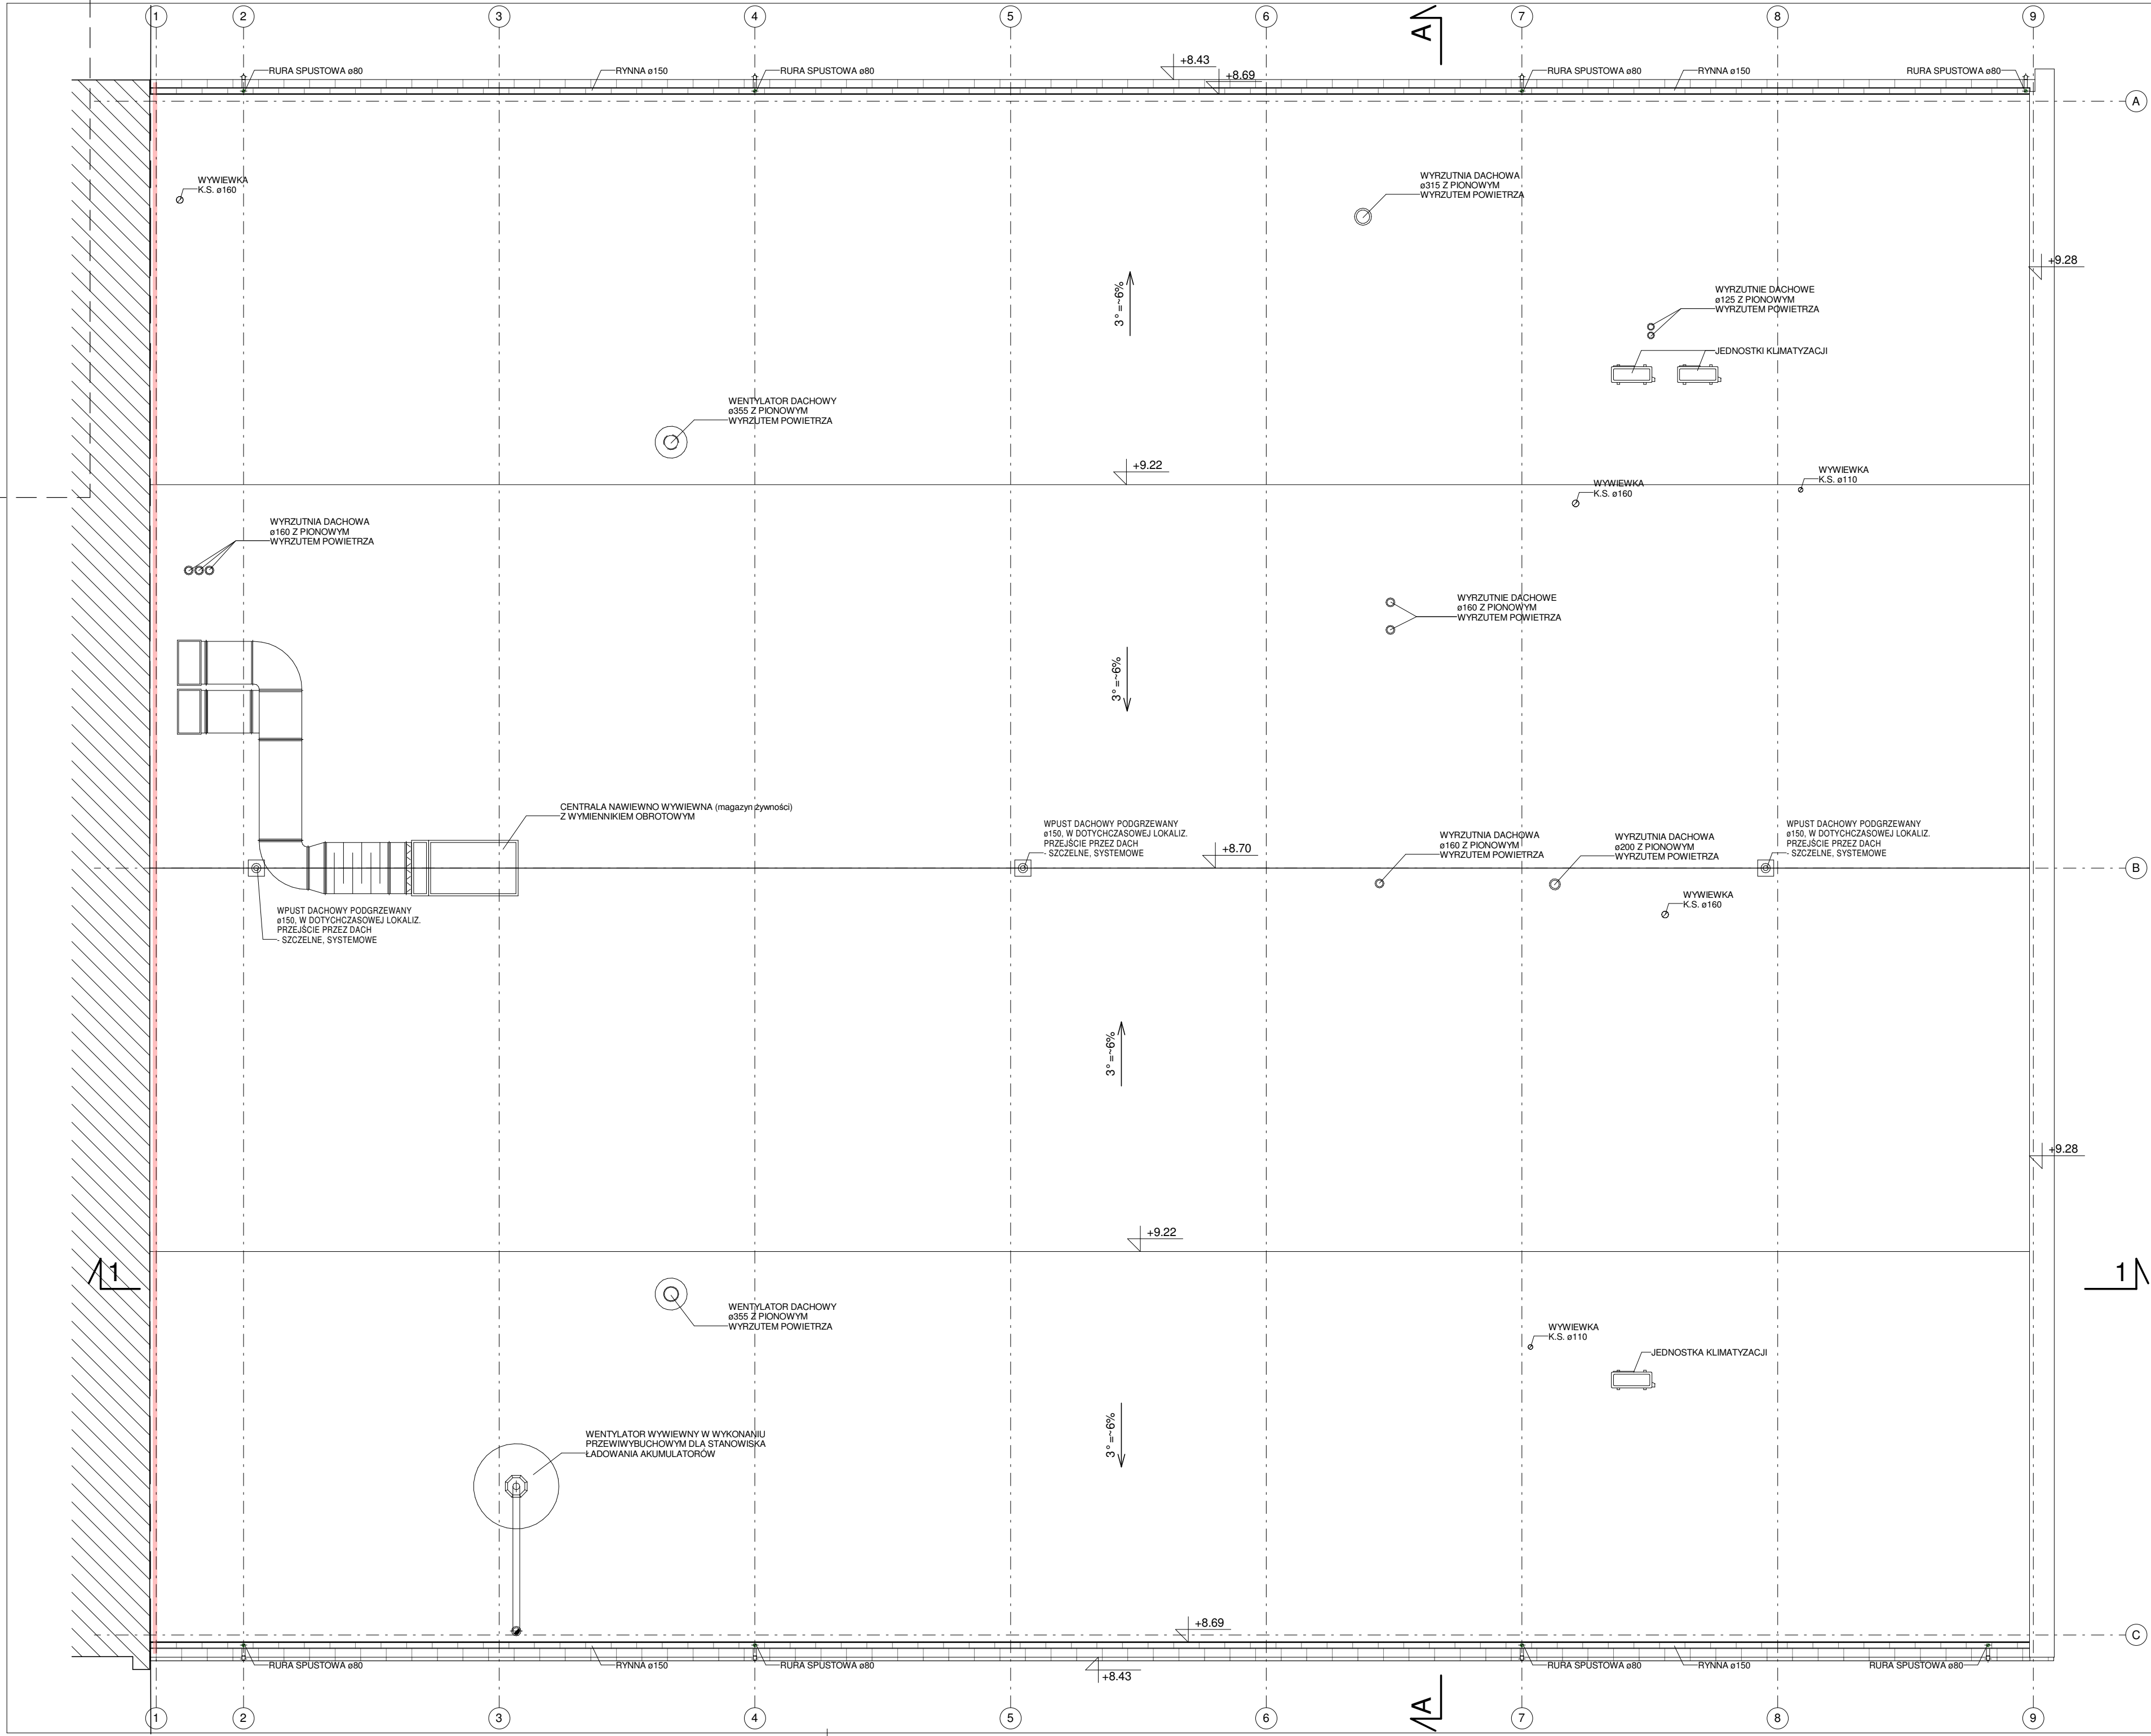 1 2 3 4 5 6 7 8 9
A
RURA SPUSTOWA ø80
RYNNA ø150
RURA SPUSTOWA ø80
+8.43
+8.69
RURA SPUSTOWA ø80
RYNNA ø150
RURA SPUSTOWA ø80
A
WYWIEWKA
K.S. ø160
WYRZUTNIA DACHOWA
ø315 Z PIONOWYM
WYRZUTEM POWIETRZA
+9.28
3°=~6%
WYRZUTNIE DACHOWE
ø125 Z PIONOWYM
WYRZUTEM POWIETRZA
JEDNOSTKI KLIMATYZACJI
WENTYLATOR DACHOWY
ø355 Z PIONOWYM
WYRZUTEM POWIETRZA
+9.22
WYWIEWKA
K.S. ø160
WYWIEWKA
K.S. ø110
WYRZUTNIA DACHOWA
ø160 Z PIONOWYM
WYRZUTEM POWIETRZA
WYRZUTNIE DACHOWE
ø160 Z PIONOWYM
WYRZUTEM POWIETRZA
3°=~6%
CENTRALA NAWIEWNO WYWIEWNA (magazyn żywności)
Z WYMIENNIKIEM OBROTOWYM
WPUST DACHOWY PODGRZEWANY
ø150, W DOTYCHCZASOWEJ LOKALIZ.
PRZEJŚCIE PRZEZ DACH
- SZCZELNE, SYSTEMOWE
+8.70
WYRZUTNIA DACHOWA
ø160 Z PIONOWYM
WYRZUTEM POWIETRZA
WYRZUTNIA DACHOWA
ø200 Z PIONOWYM
WYRZUTEM POWIETRZA
WPUST DACHOWY PODGRZEWANY
ø150, W DOTYCHCZASOWEJ LOKALIZ.
PRZEJŚCIE PRZEZ DACH
- SZCZELNE, SYSTEMOWE
B
WYWIEWKA
K.S. ø160
WPUST DACHOWY PODGRZEWANY
ø150, W DOTYCHCZASOWEJ LOKALIZ.
PRZEJŚCIE PRZEZ DACH
- SZCZELNE, SYSTEMOWE
3°=~6%
+9.28
+9.22
1
1
WENTYLATOR DACHOWY
ø355 Z PIONOWYM
WYRZUTEM POWIETRZA
WYWIEWKA
K.S. ø110
JEDNOSTKA KLIMATYZACJI
3°=~6%
WENTYLATOR WYWIEWNY W WYKONANIU
PRZEWIWYBUCHOWYM DLA STANOWISKA
ŁADOWANIA AKUMULATORÓW
+8.69
C
RURA SPUSTOWA ø80
RYNNA ø150
RURA SPUSTOWA ø80
+8.43
RURA SPUSTOWA ø80
RYNNA ø150
RURA SPUSTOWA ø80
A
1 2 3 4 5 6 7 8 9